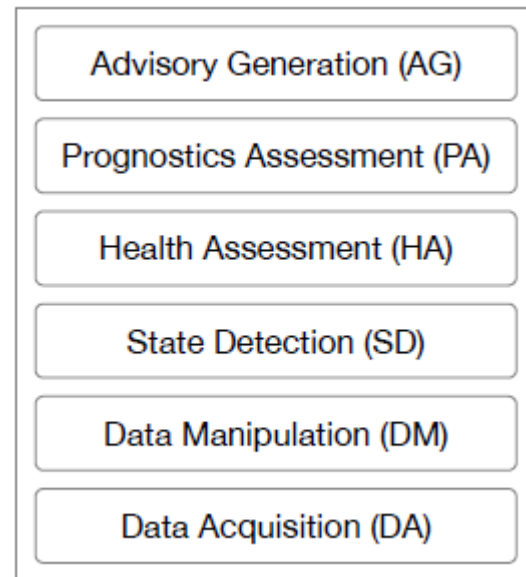 Advisory Generation (AG)
Prognostics Assessment (PA)
Health Assessment (HA)
State Detection (SD)
Data Manipulation (DM)
Data Acquisition (DA)